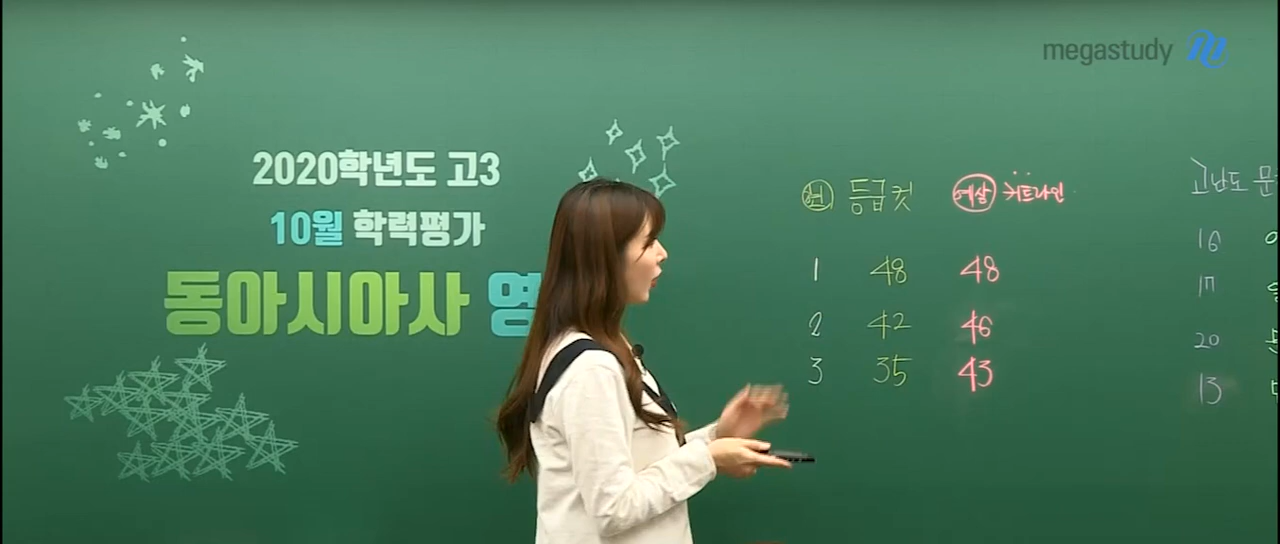 megastudy
2020학년도 고3
10월 학력평가
동아시아사 영
현 등급컷 예상 커트라인
1 48 48
2 42 46
3 35 43
고난도 문
16
17
20
13